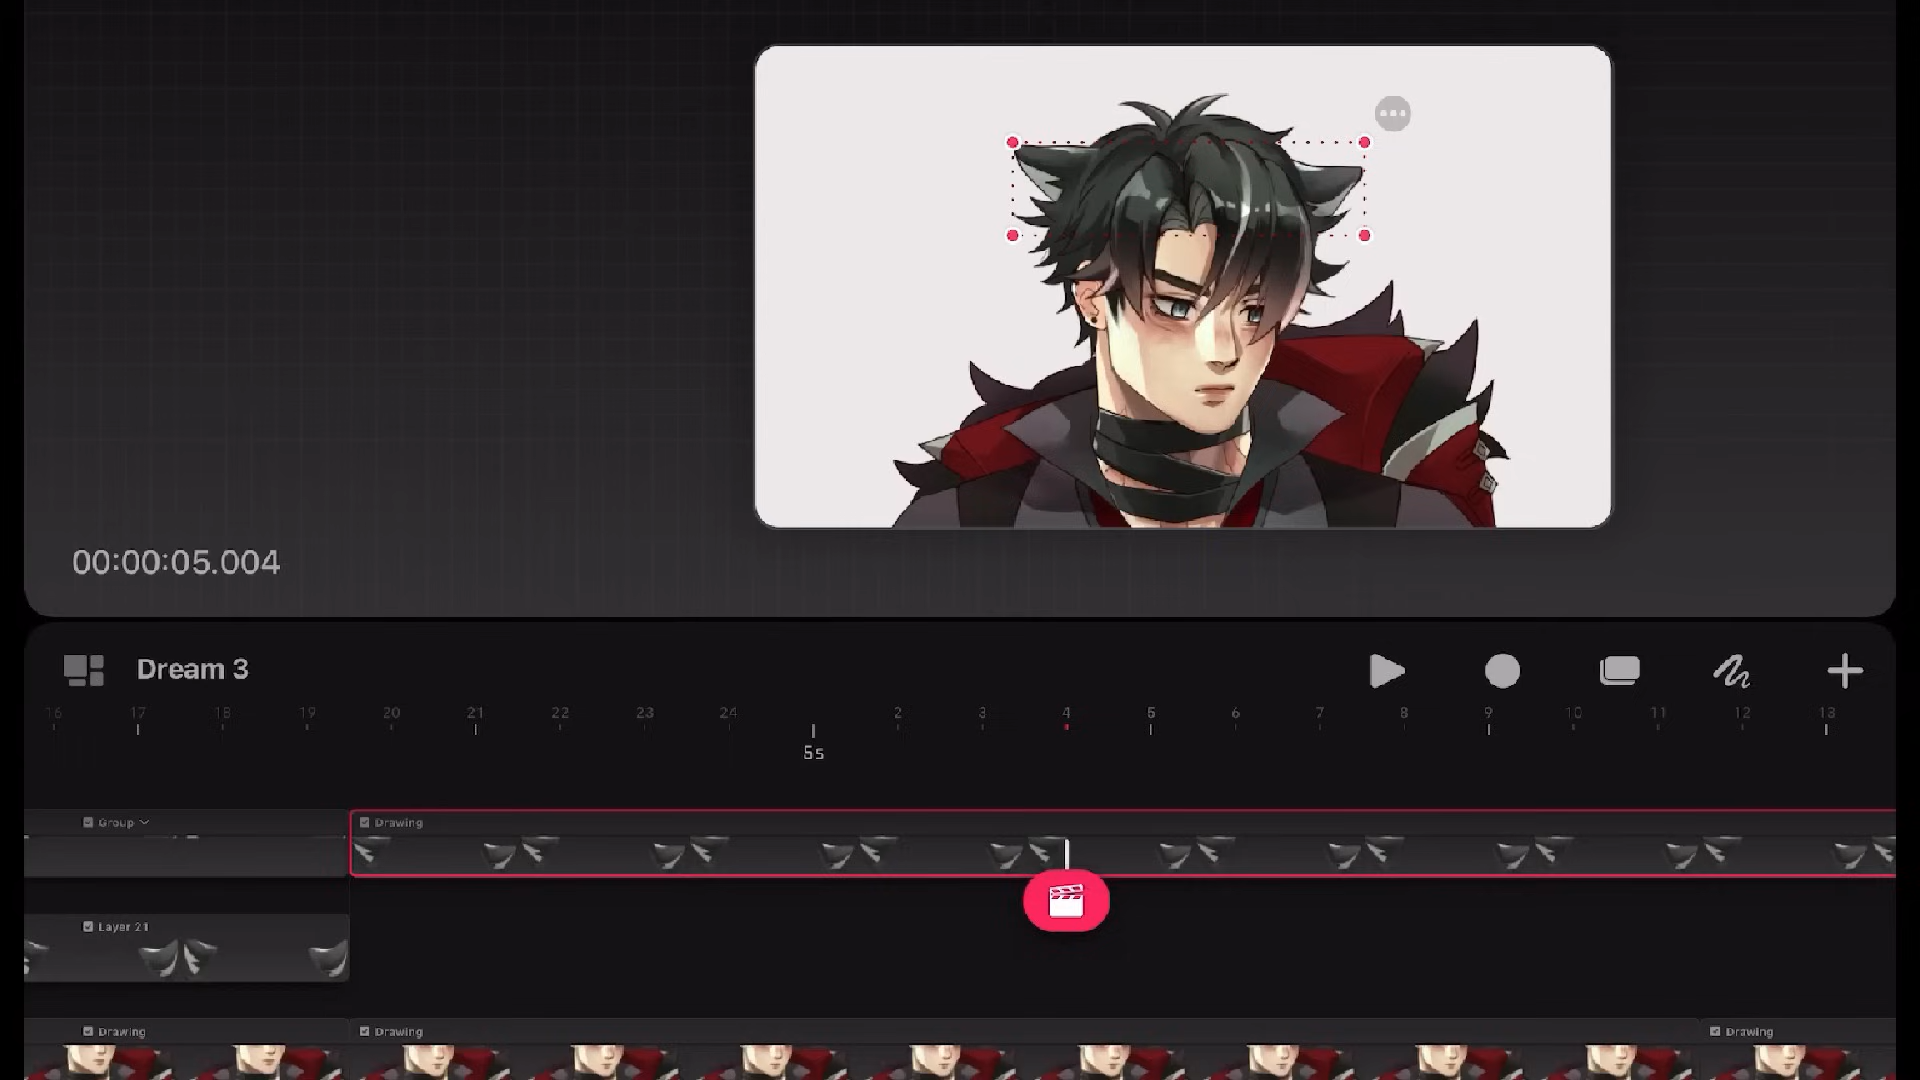 00:00:05.004
Dream 3
16 17 18 19 20 21 22 23 24 2 3 4 5 6 7 8 9 10 11 12 13
5s
Group Drawing
Layer 21
Drawing Drawing Drawing